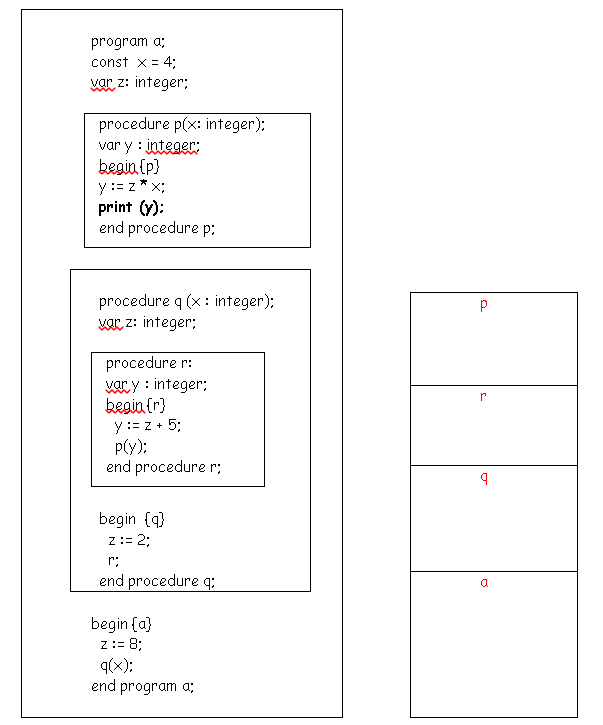 program a;
const x = 4;
var z: integer;
procedure p(x: integer);
var y : integer;
begin {p}
y := z * x;
print (y);
end procedure p;
procedure q (x : integer);
var z: integer;
procedure r:
var y : integer;
begin {r}
y := z + 5;
p(y);
end procedure r;
begin {q}
z := 2;
r;
end procedure q;
begin {a}
z := 8;
q(x);
end program a;
p
r
q
a